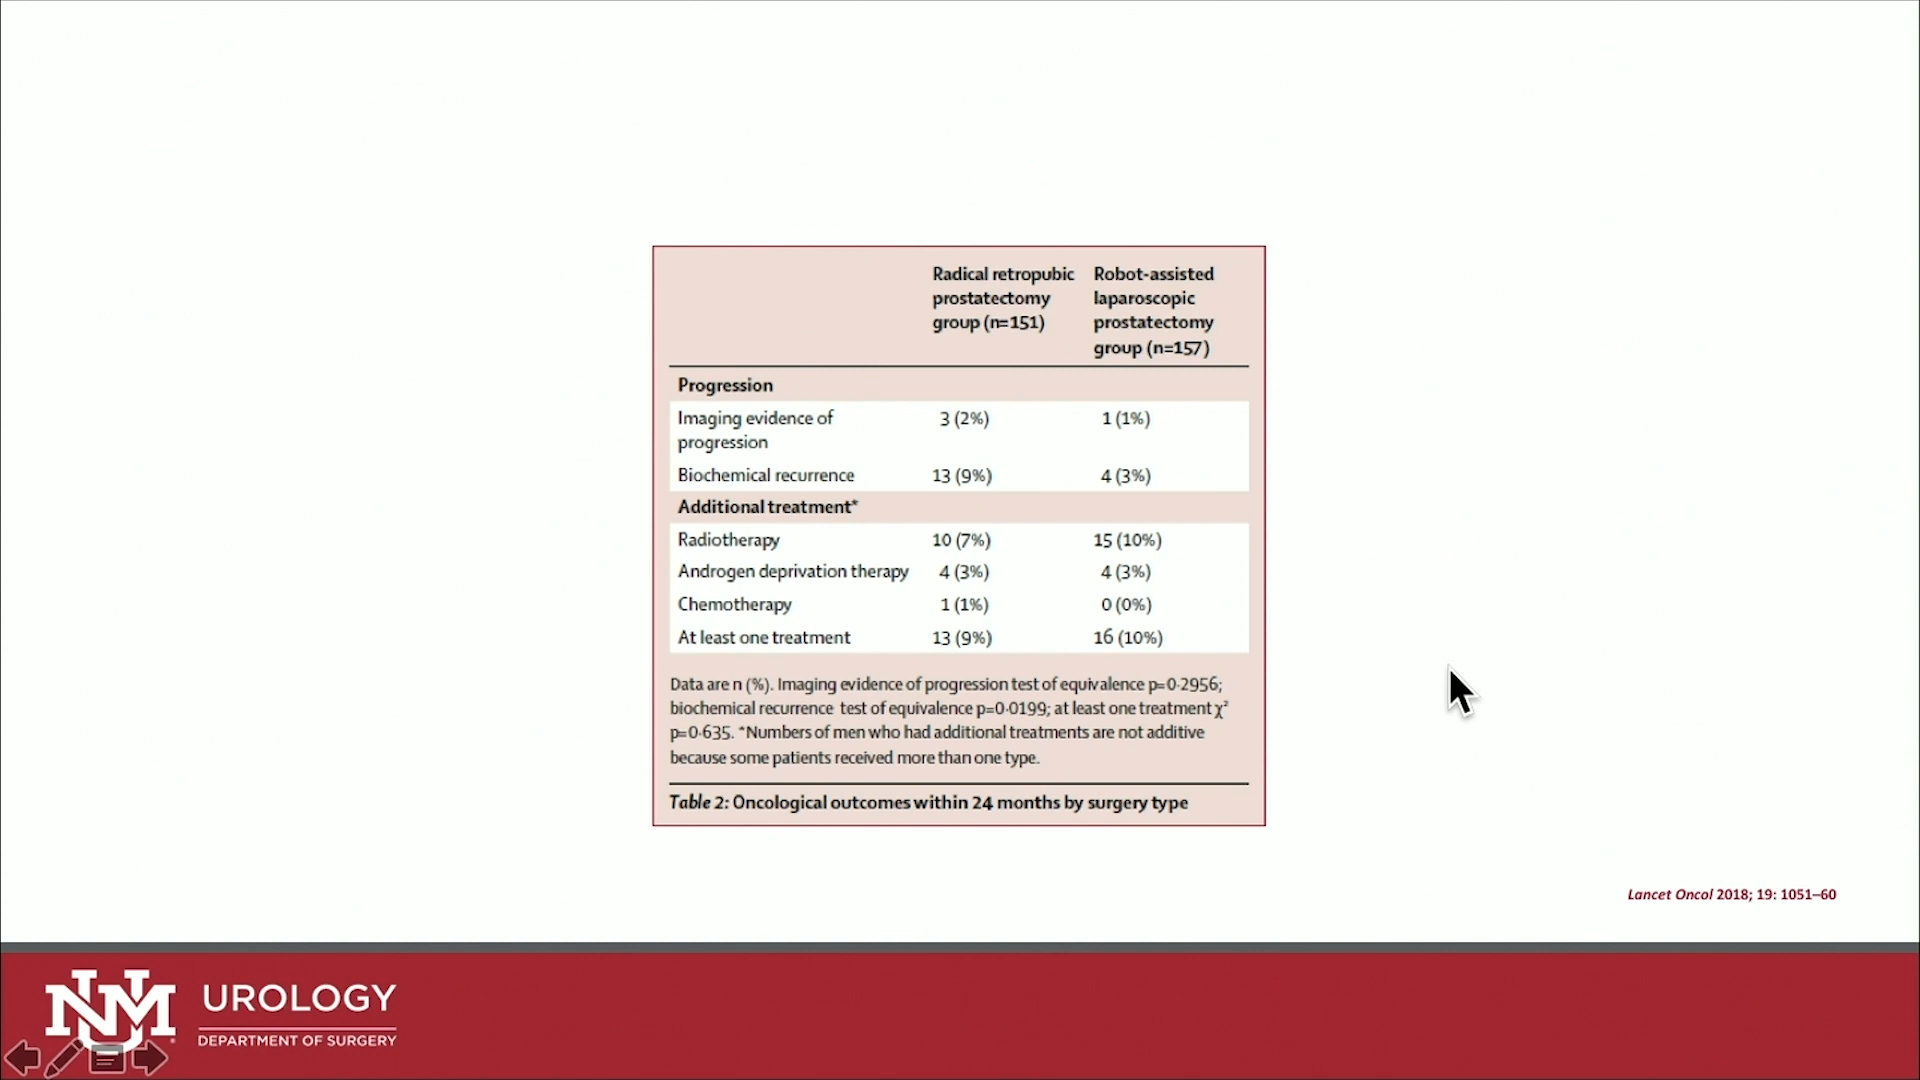 Radical retropubic
prostatectomy
group (n=151)
Robot-assisted
laparoscopic
prostatectomy
group (n=157)
Progression
Imaging evidence of
progression
3 (2%)
1 (1%)
Biochemical recurrence 13 (9%) 4 (3%)
Additional treatment*
Radiotherapy 10 (7%) 15 (10%)
Androgen deprivation therapy 4 (3%) 4 (3%)
Chemotherapy 1 (1%) 0 (0%)
At least one treatment 13 (9%) 16 (10%)
Data are n (%). Imaging evidence of progression test of equivalence p=0·2956;
biochemical recurrence test of equivalence p=0·0199; at least one treatment χ²
p=0·635. *Numbers of men who had additional treatments are not additive
because some patients received more than one type.
Table 2: Oncological outcomes within 24 months by surgery type
Lancet Oncol 2018; 19: 1051–60
UNM
UROLOGY
DEPARTMENT OF SURGERY